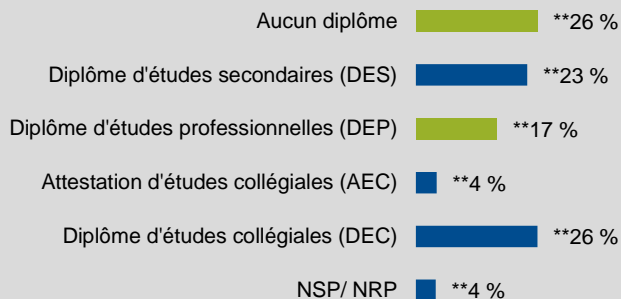 Aucun diplôme **26 %
Diplôme d'études secondaires (DES) **23 %
Diplôme d'études professionnelles (DEP) **17 %
Attestation d'études collégiales (AEC) **4 %
Diplôme d'études collégiales (DEC) **26 %
NSP/ NRP **4 %